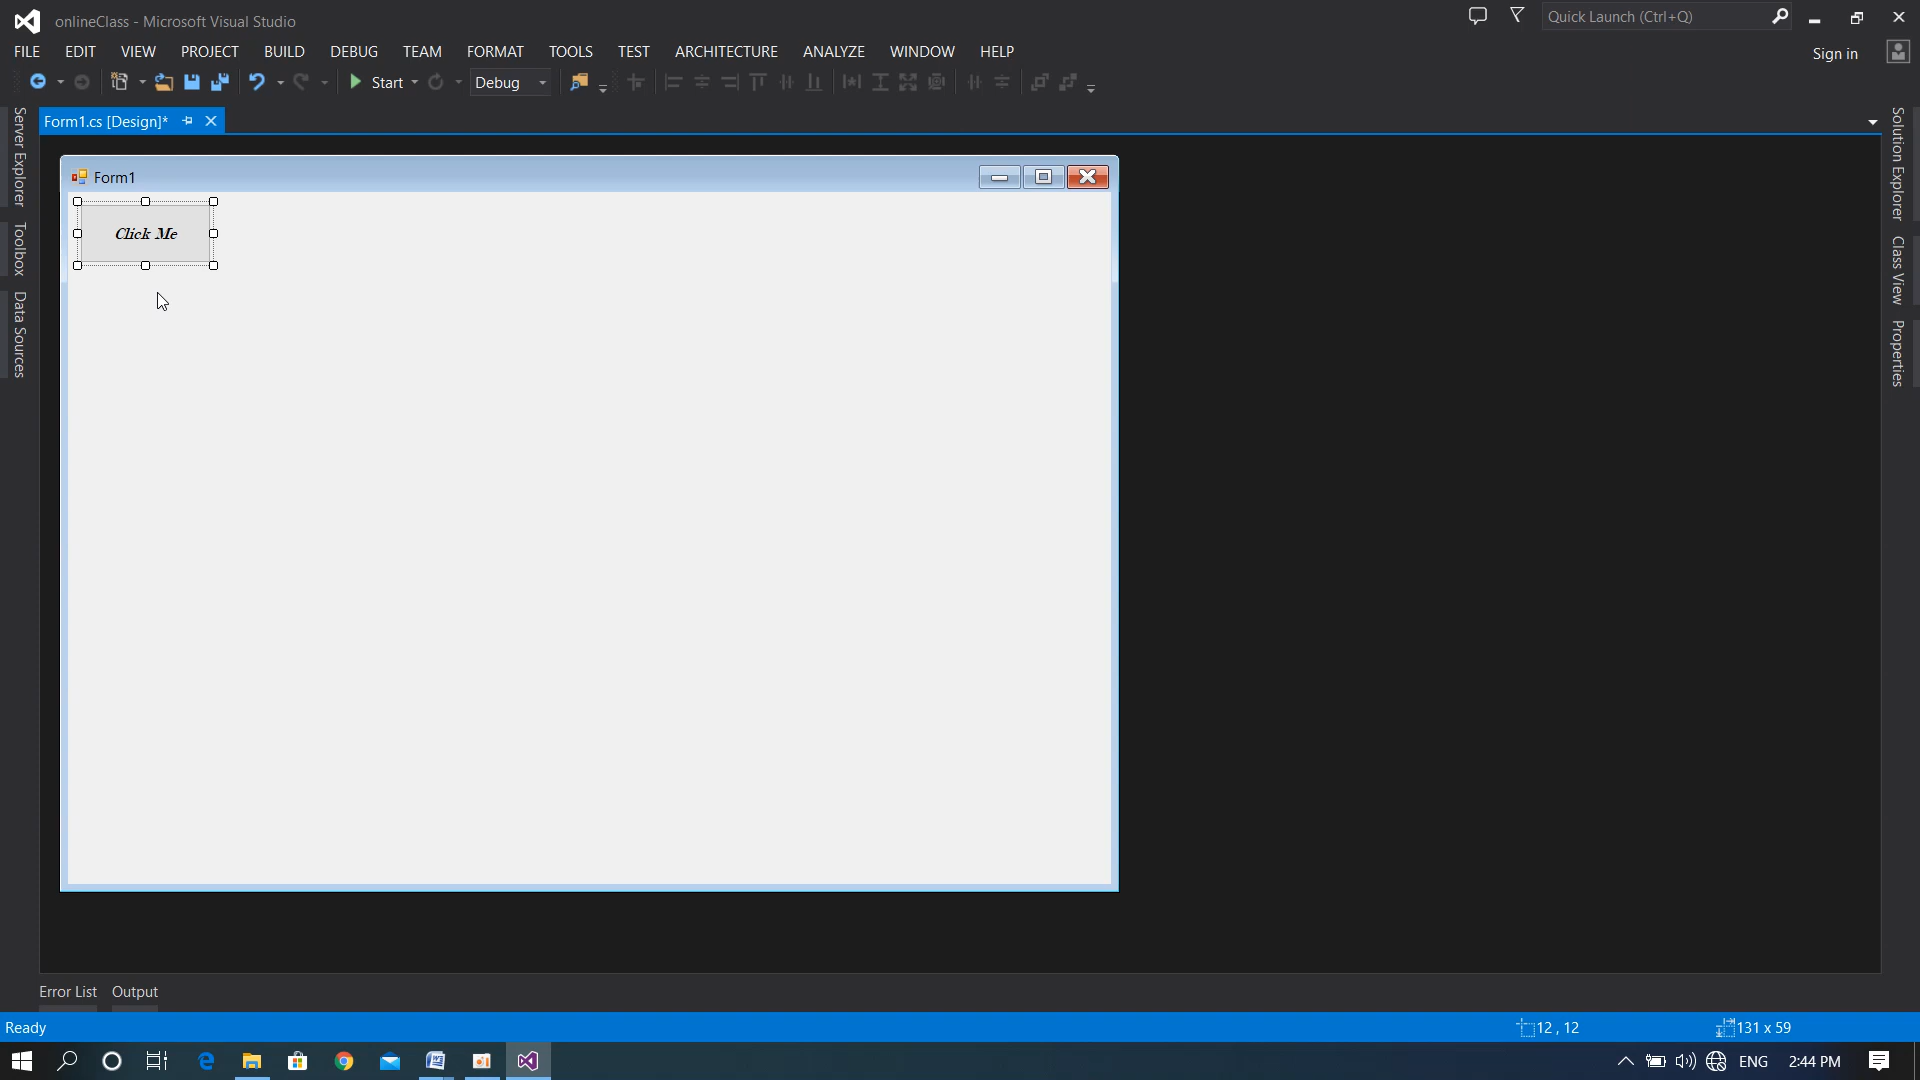 onlineClass - Microsoft Visual Studio
Quick Launch (Ctrl+Q)
FILE EDIT VIEW PROJECT BUILD DEBUG TEAM FORMAT TOOLS TEST ARCHITECTURE ANALYZE WINDOW HELP
Sign in
Start
Debug
Form1.cs [Design]*
Server Explorer
Toolbox
Data Sources
Form1
Click Me
Solution Explorer
Class View
Properties
Error List Output
Ready
12 , 12
131 x 59
ENG
2:44 PM